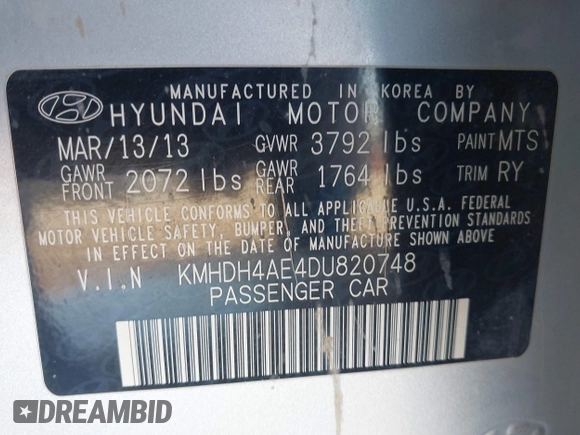 MANUFACTURED IN KOREA BY
HYUNDAI MOTOR COMPANY
MAR/13/13 GVWR 3792 lbs PAINT MTS
GAWR FRONT 2072 lbs GAWR REAR 1764 lbs TRIM RY
THIS VEHICLE CONFORMS TO ALL APPLICABLE U.S.A. FEDERAL
MOTOR VEHICLE SAFETY, BUMPER, AND THEFT PREVENTION STANDARDS
IN EFFECT ON THE DATE OF MANUFACTURE SHOWN ABOVE.
V.I.N KMHDH4AE4DU820748
PASSENGER CAR
DREAMBID